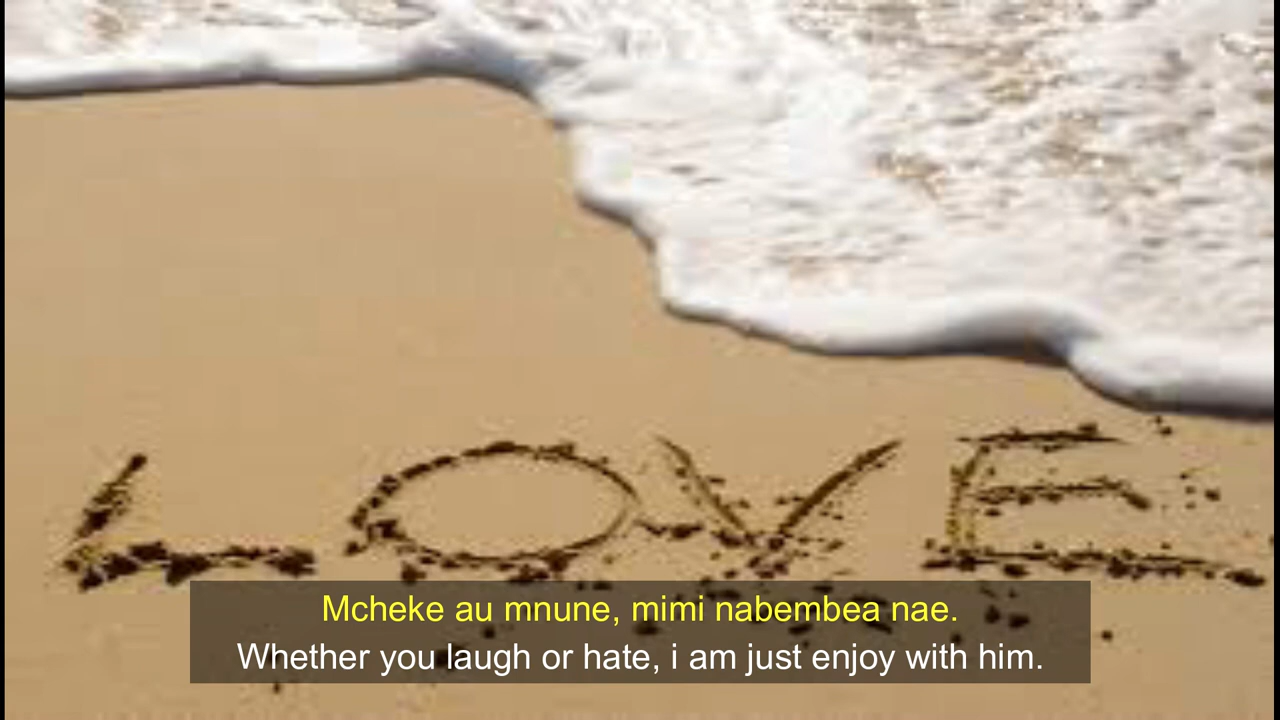 LOVE
Mcheke au mnune, mimi nabembea nae.
Whether you laugh or hate, i am just enjoy with him.